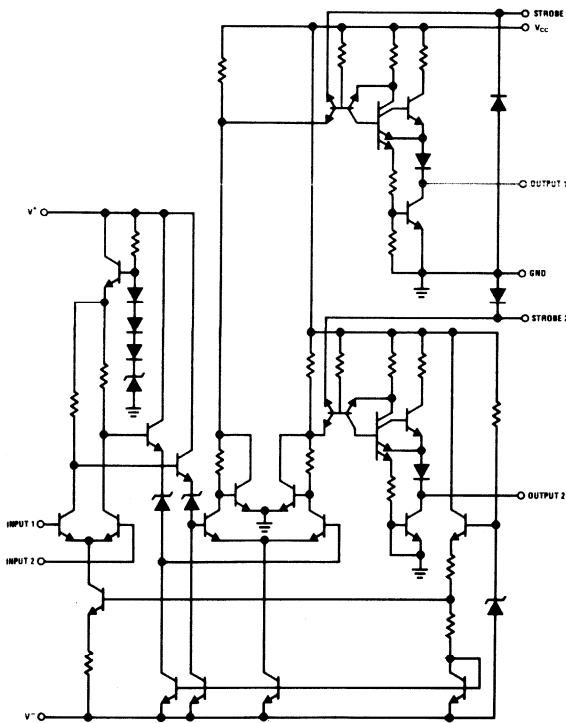 STROBE
VCC
OUTPUT 1
V+
GND
STROBE 2
OUTPUT 2
INPUT 1
INPUT 2
V-